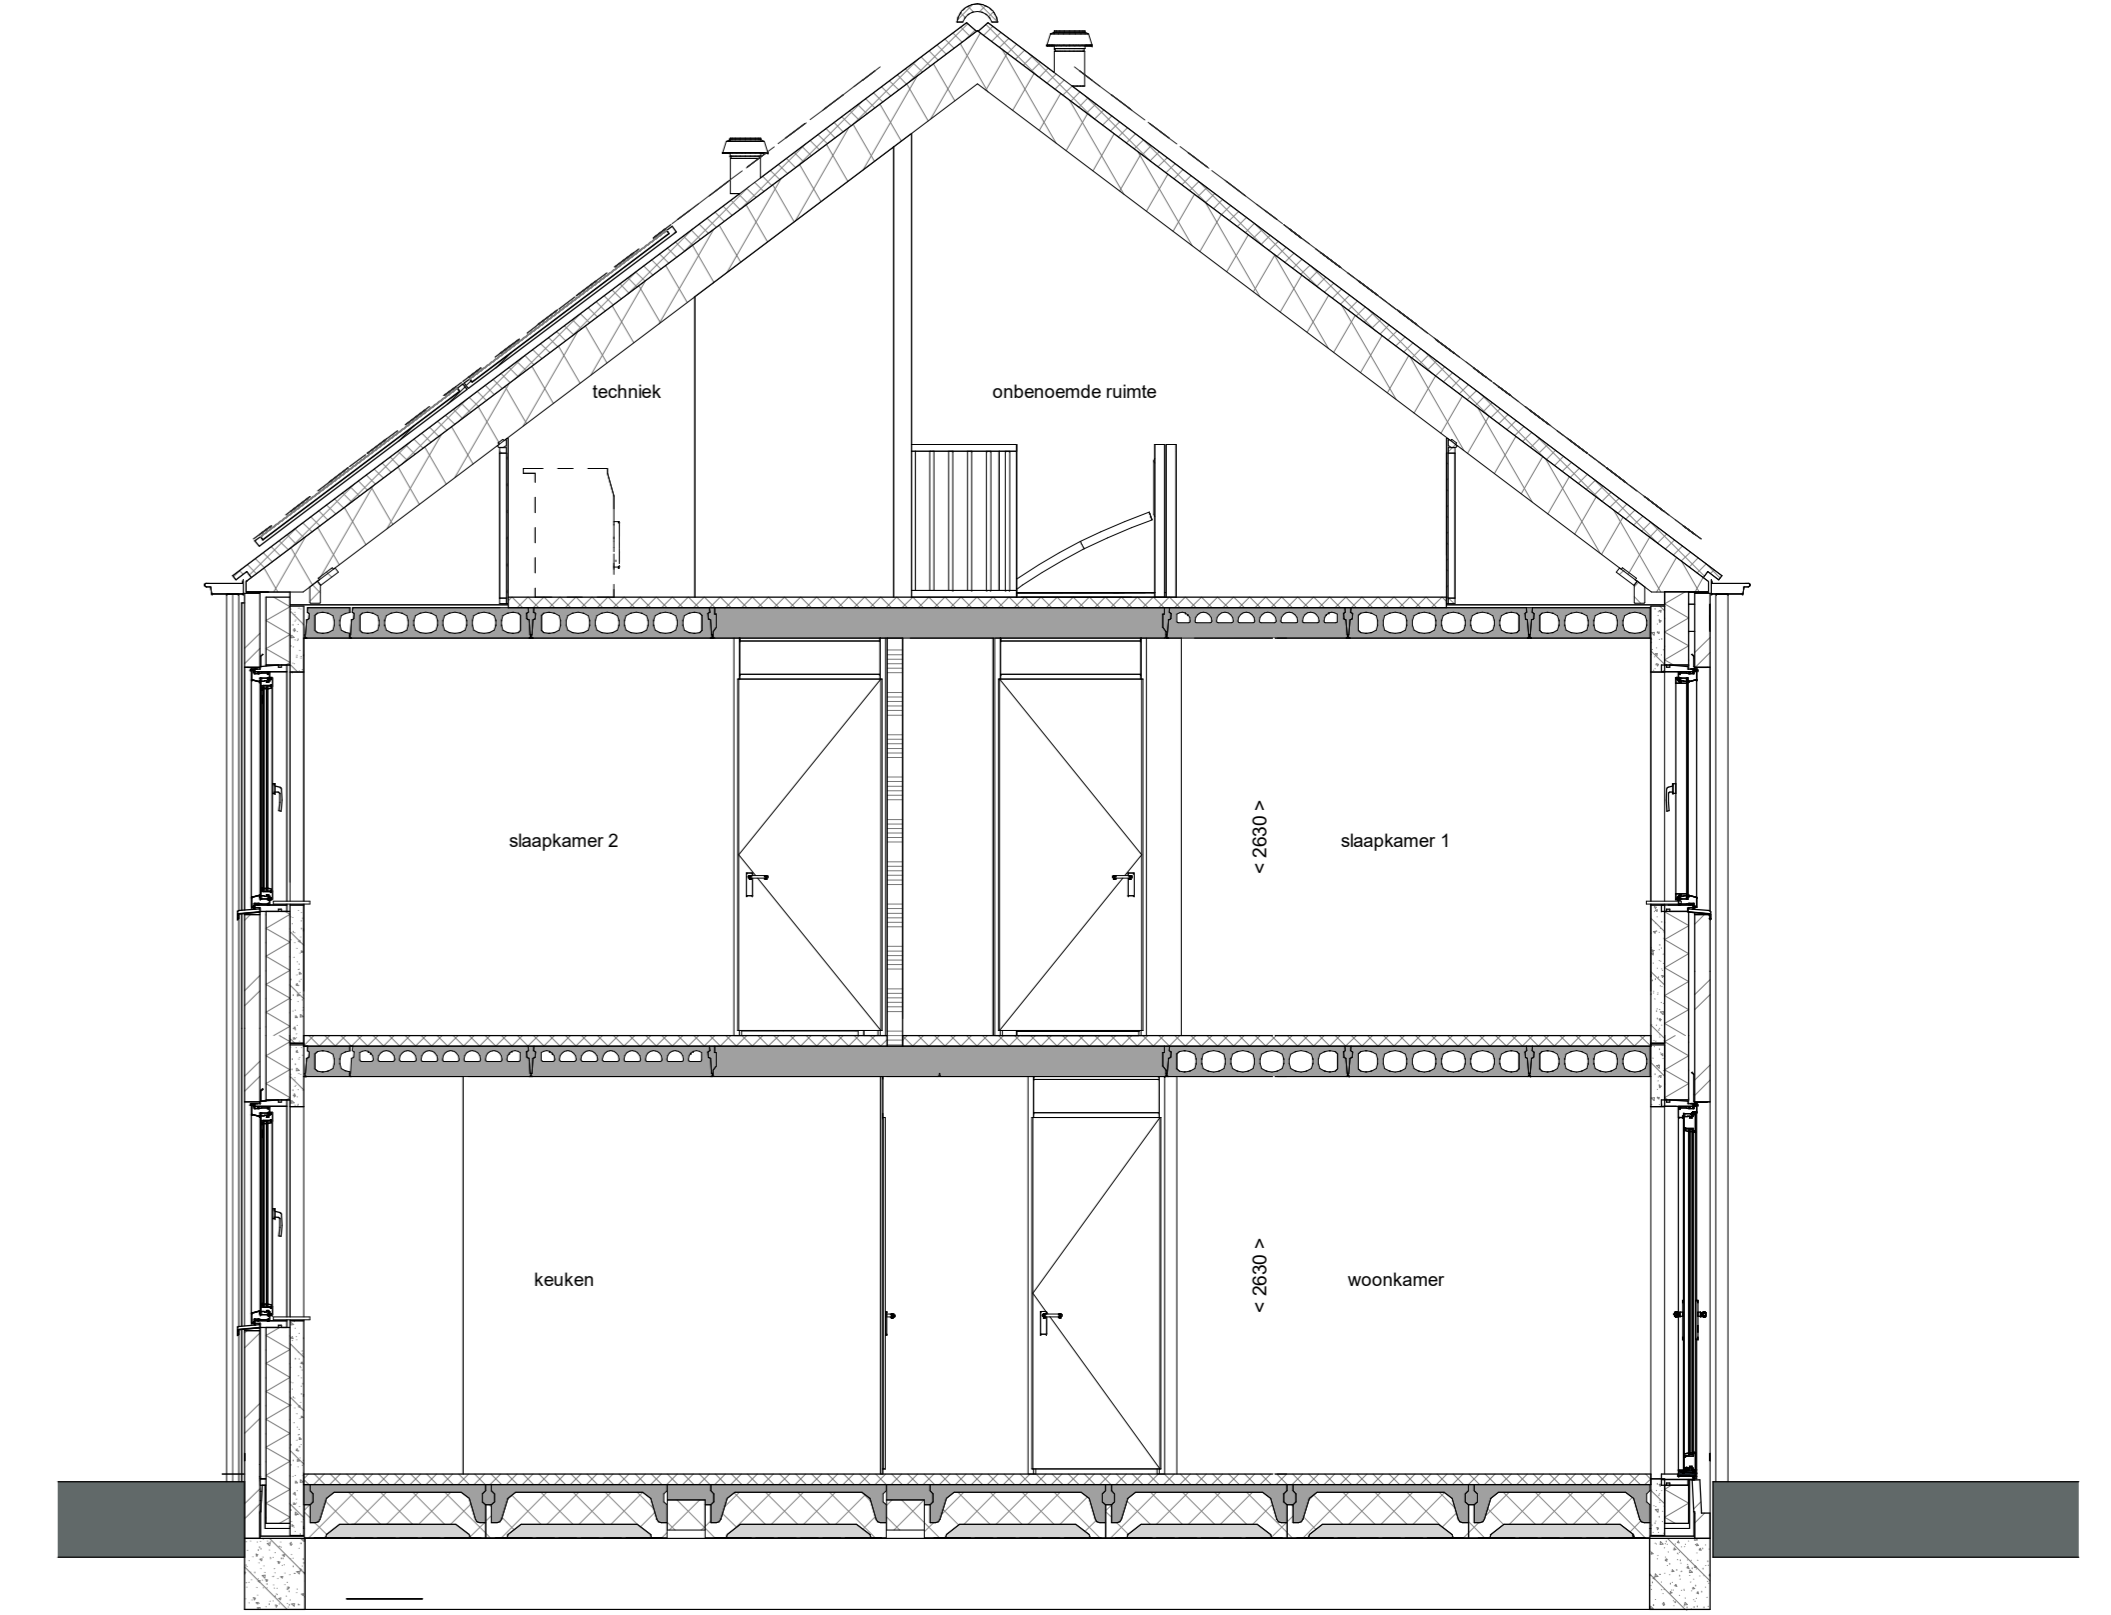 techniek
onbenoemde ruimte
slaapkamer 2
< 2630 >
slaapkamer 1
keuken
< 2630 >
woonkamer